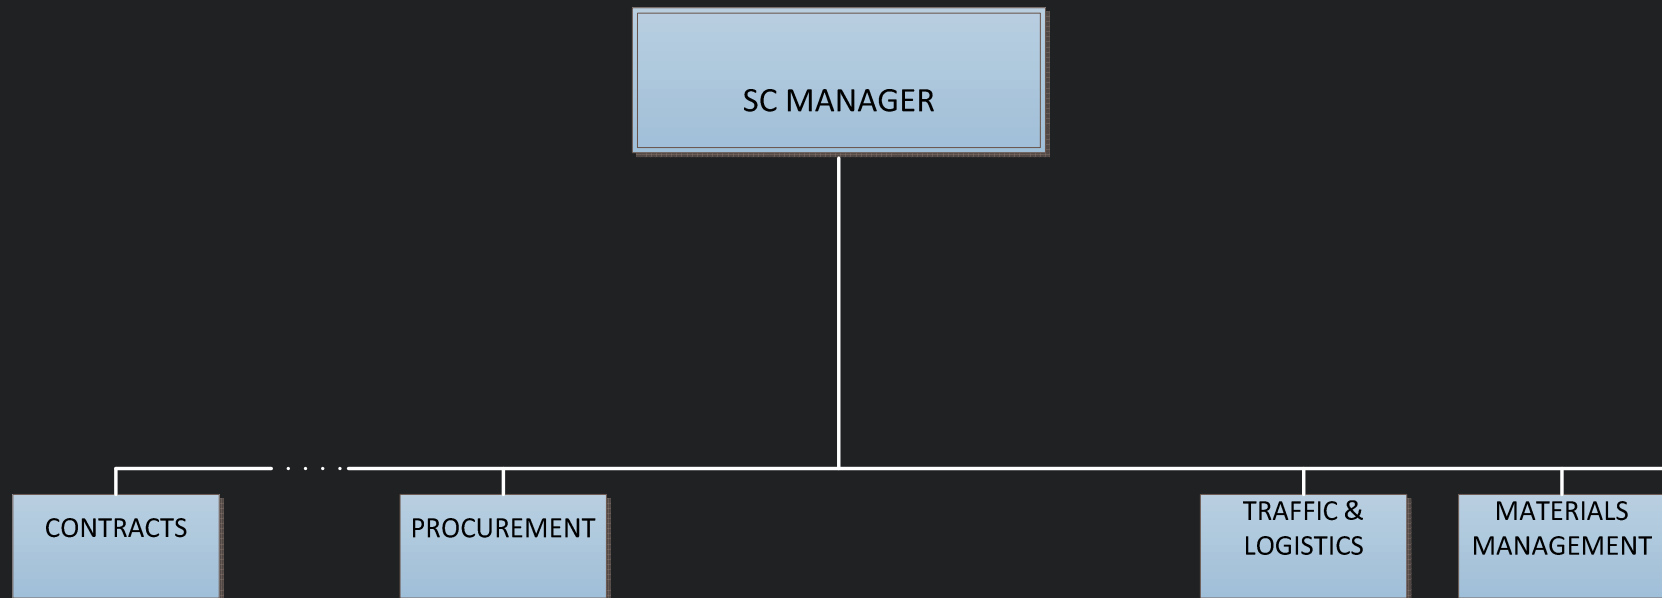 SC MANAGER
CONTRACTS
PROCUREMENT
TRAFFIC &
LOGISTICS
MATERIALS
MANAGEMENT